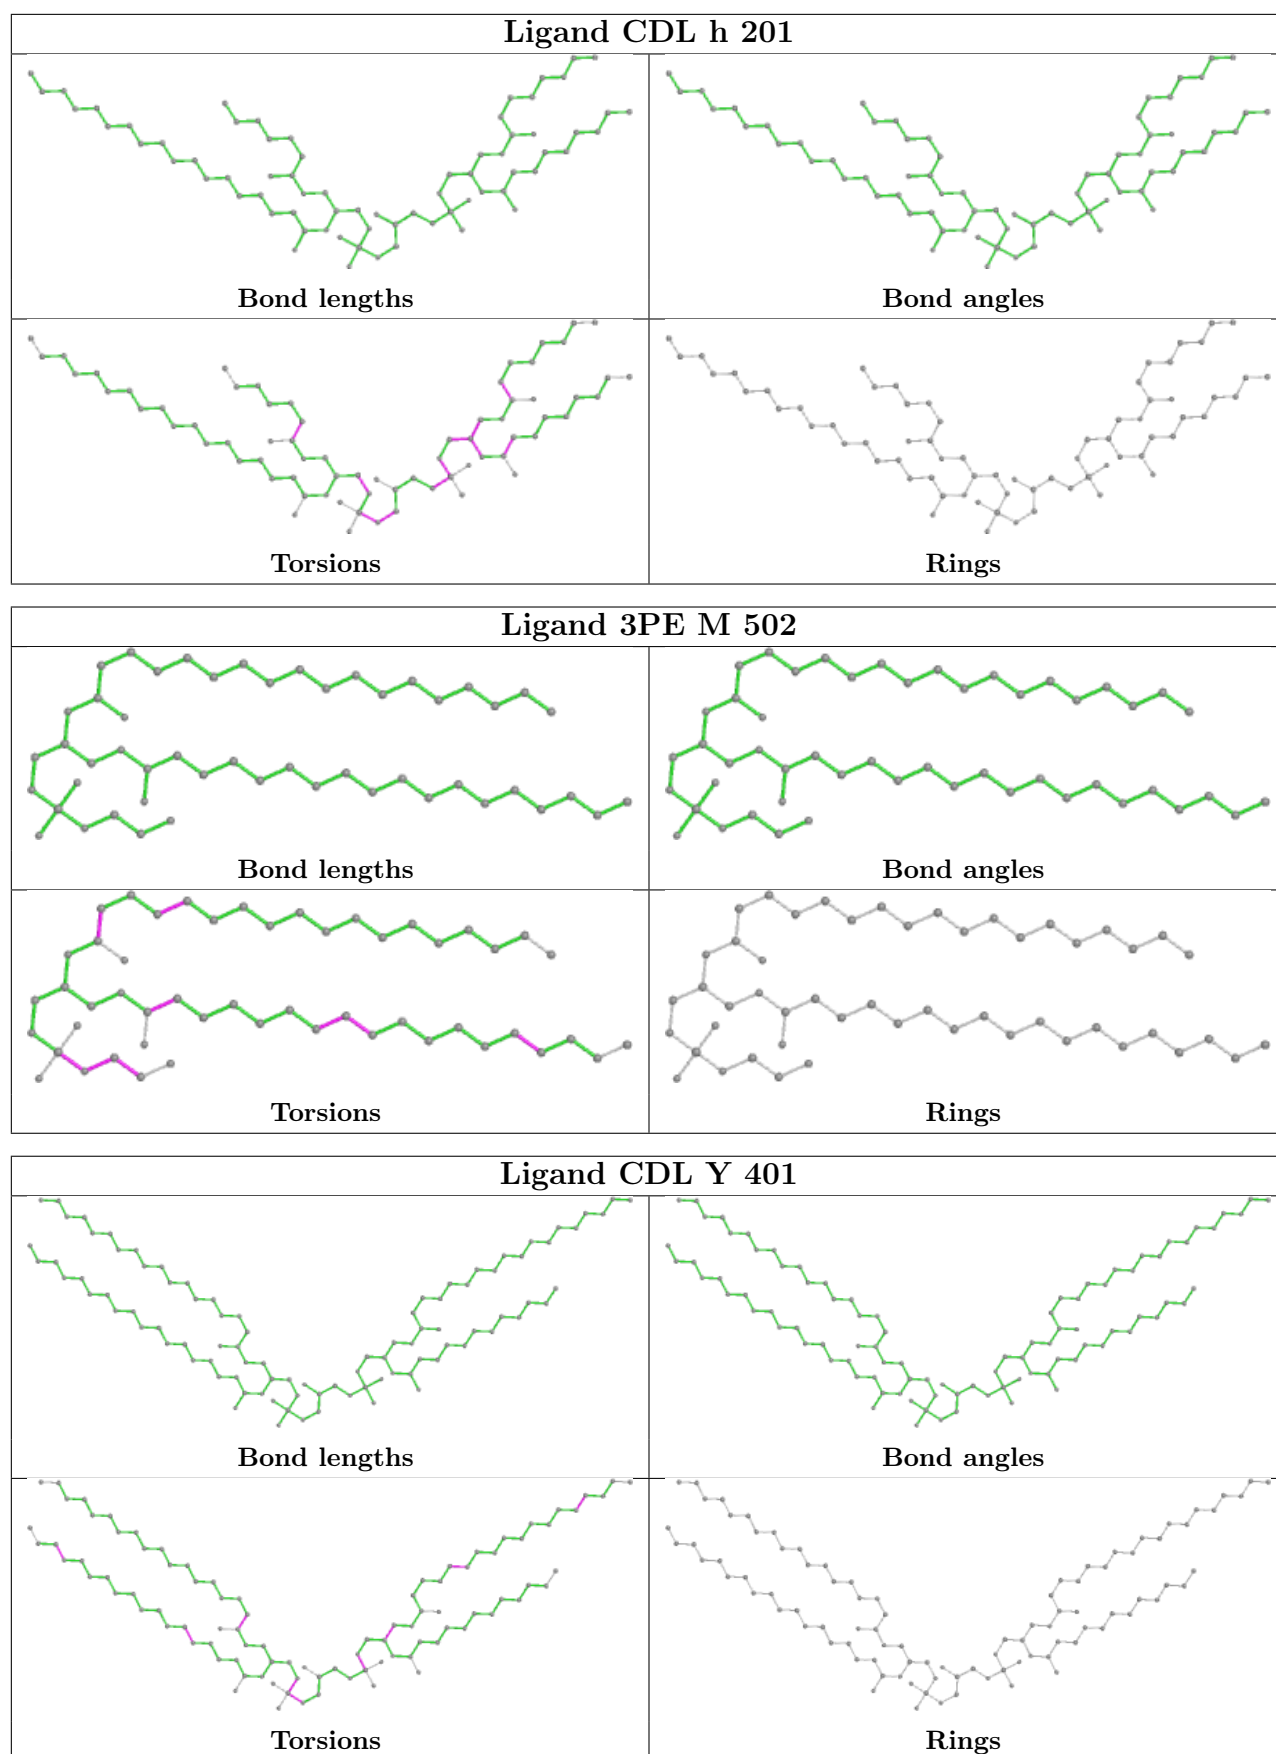 Ligand CDL h 201
Bond lengths
Bond angles
Torsions
Rings
Ligand 3PE M 502
Bond lengths
Bond angles
Torsions
Rings
Ligand CDL Y 401
Bond lengths
Bond angles
Torsions
Rings